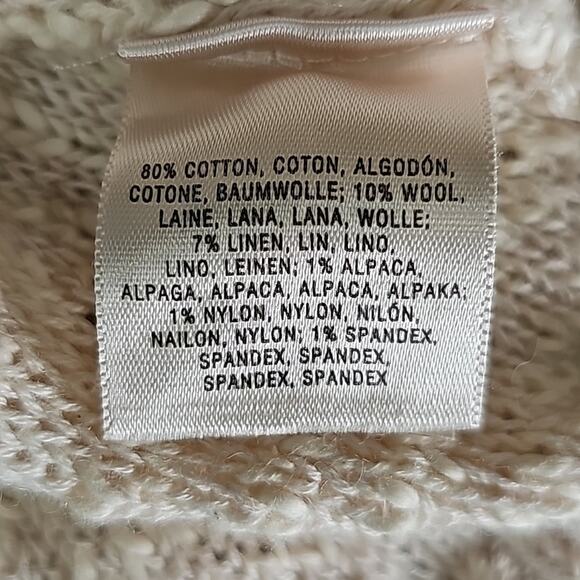 80% COTTON, COTON, ALGODÓN,
COTONE, BAUMWOLLE; 10% WOOL,
LAINE, LANA, LANA, WOLLE;
7% LINEN, LIN, LINO,
LINO, LEINEN; 1% ALPACA,
ALPAGA, ALPACA, ALPACA, ALPAKA;
1% NYLON, NYLON, NILÓN,
NAILON, NYLON; 1% SPANDEX,
SPANDEX, SPANDEX,
SPANDEX, SPANDEX